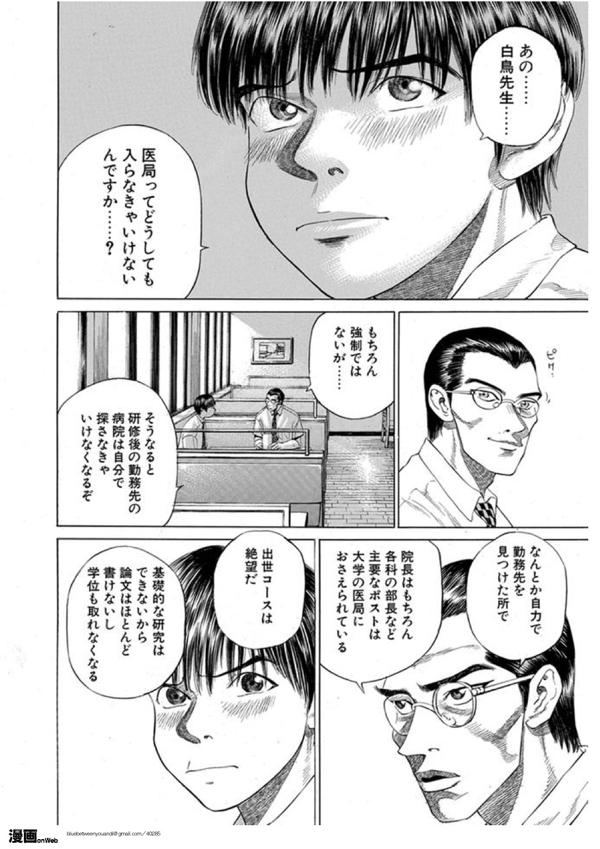 あの……
白鳥先生……
医局ってどうしても
入らなきゃいけない
んですか……？
ピク…
もちろん
強制では
ないが……
そうなると
研修後の勤務先の
病院は自分で
探さなきゃ
いけなくなるぞ
なんとか自力で
勤務先を
見つけた所で
院長はもちろん
各科の部長など
主要なポストは
大学の医局に
おさえられている
出世コースは
絶望だ
基礎的な研究は
できないから
論文はほとんど
書けないし
学位も取れなくなる
漫画 on Web
bluebetweenyouandi@gmail.com／40285